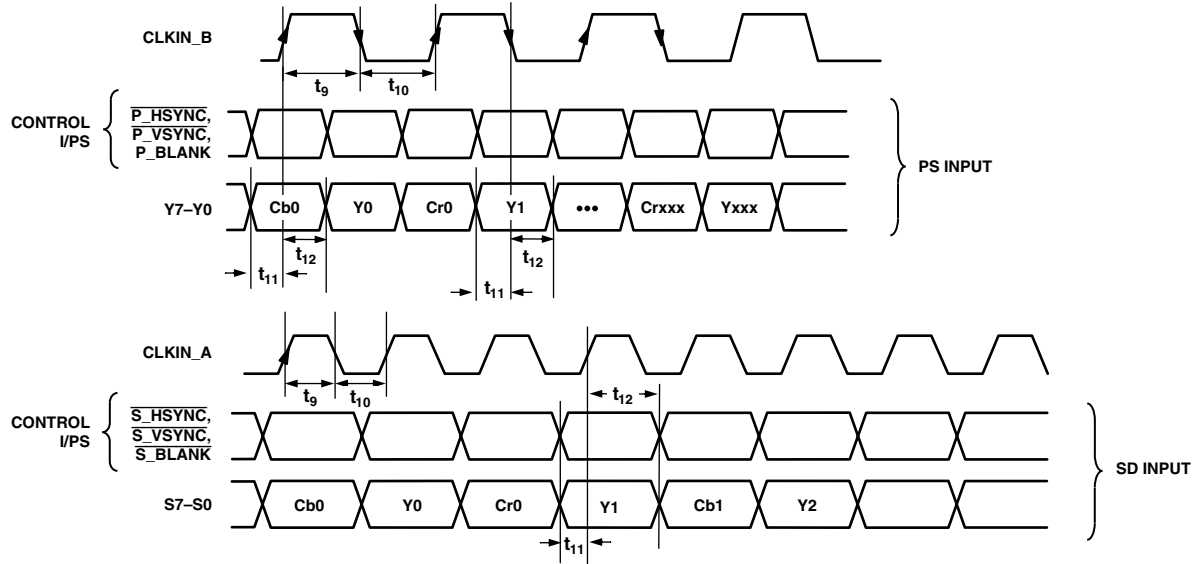 CLKIN_B
t9
t10
CONTROL
I/PS
P_HSYNC,
P_VSYNC,
P_BLANK
PS INPUT
Y7–Y0
Cb0 Y0 Cr0 Y1 ••• Crxxx Yxxx
t12
t12
t11
t11
CLKIN_A
t9
t10
t12
CONTROL
I/PS
S_HSYNC,
S_VSYNC,
S_BLANK
SD INPUT
S7–S0
Cb0 Y0 Cr0 Y1 Cb1 Y2
t11